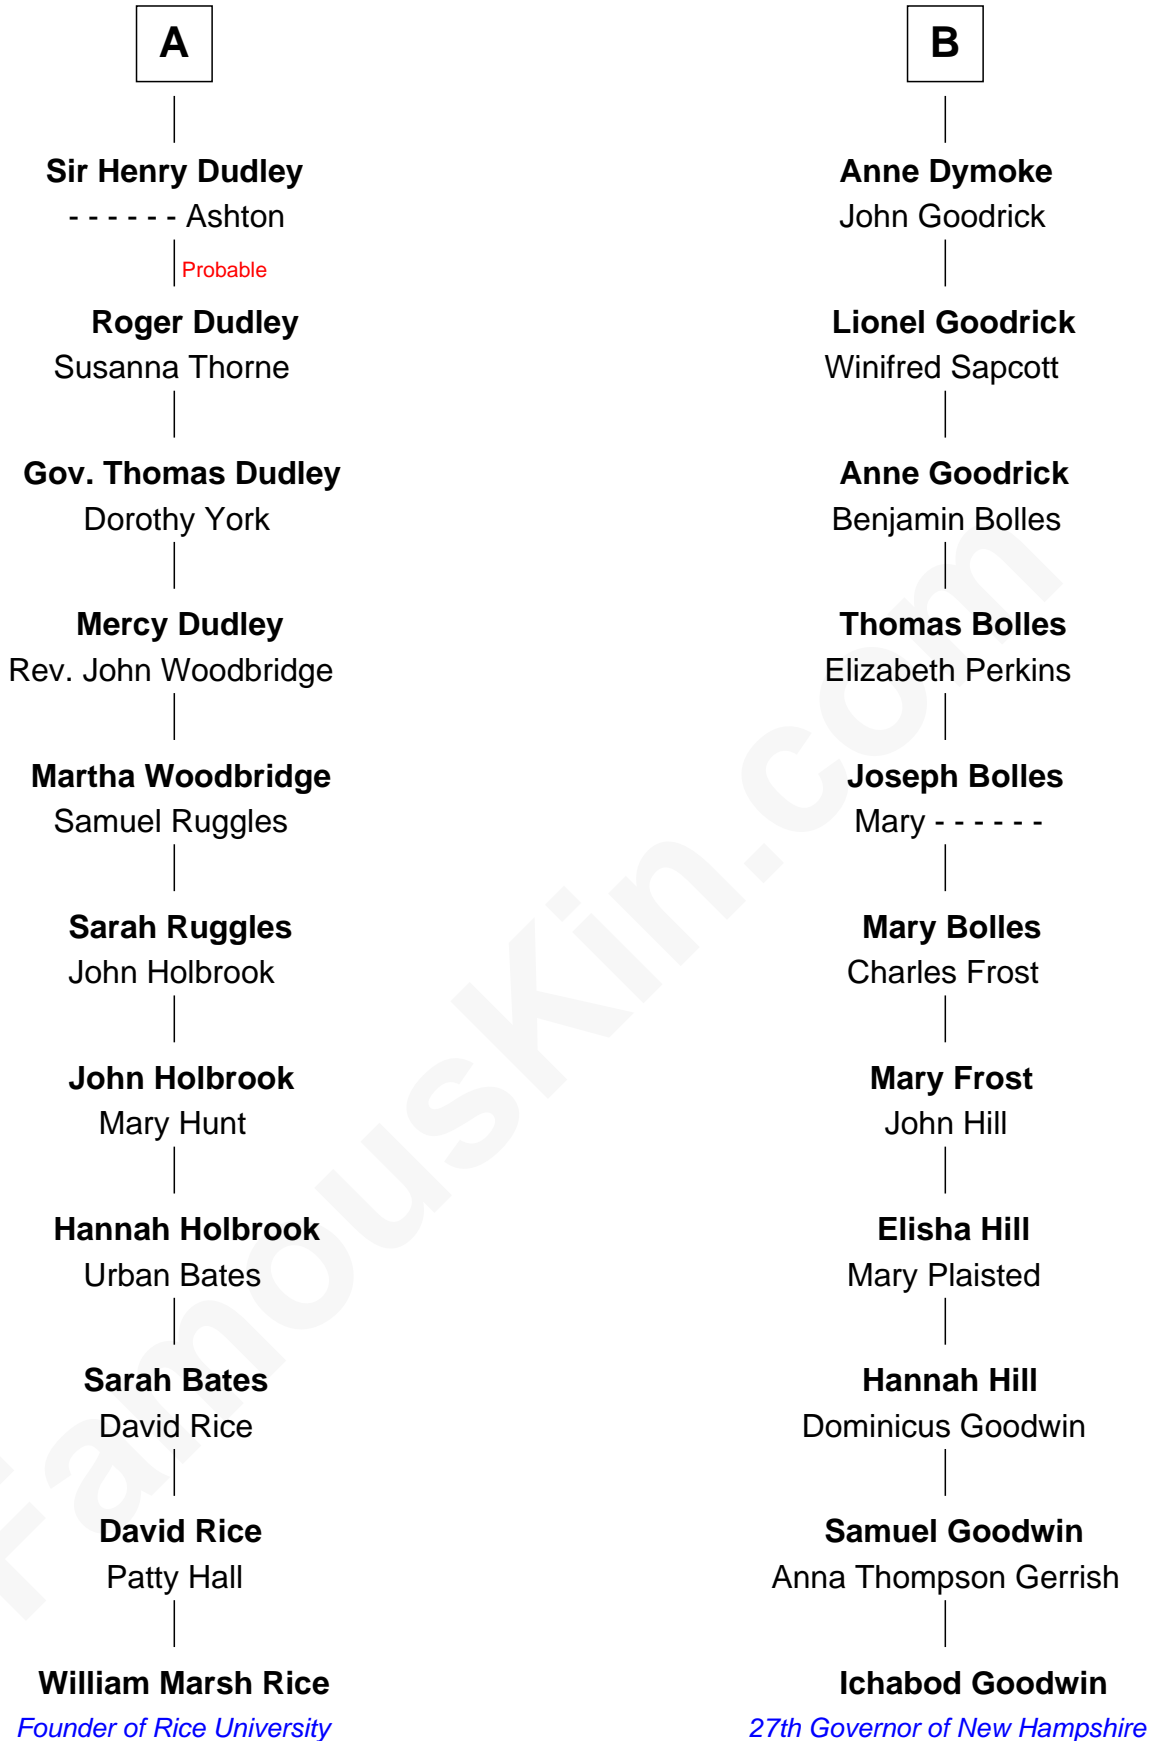 A
Sir Henry Dudley
- - - - - - Ashton
Probable
Roger Dudley
Susanna Thorne
Gov. Thomas Dudley
Dorothy York
Mercy Dudley
Rev. John Woodbridge
Martha Woodbridge
Samuel Ruggles
Sarah Ruggles
John Holbrook
John Holbrook
Mary Hunt
Hannah Holbrook
Urban Bates
Sarah Bates
David Rice
David Rice
Patty Hall
William Marsh Rice
Founder of Rice University
B
Anne Dymoke
John Goodrick
Lionel Goodrick
Winifred Sapcott
Anne Goodrick
Benjamin Bolles
Thomas Bolles
Elizabeth Perkins
Joseph Bolles
Mary - - - - - -
Mary Bolles
Charles Frost
Mary Frost
John Hill
Elisha Hill
Mary Plaisted
Hannah Hill
Dominicus Goodwin
Samuel Goodwin
Anna Thompson Gerrish
Ichabod Goodwin
27th Governor of New Hampshire
FamousKin.com